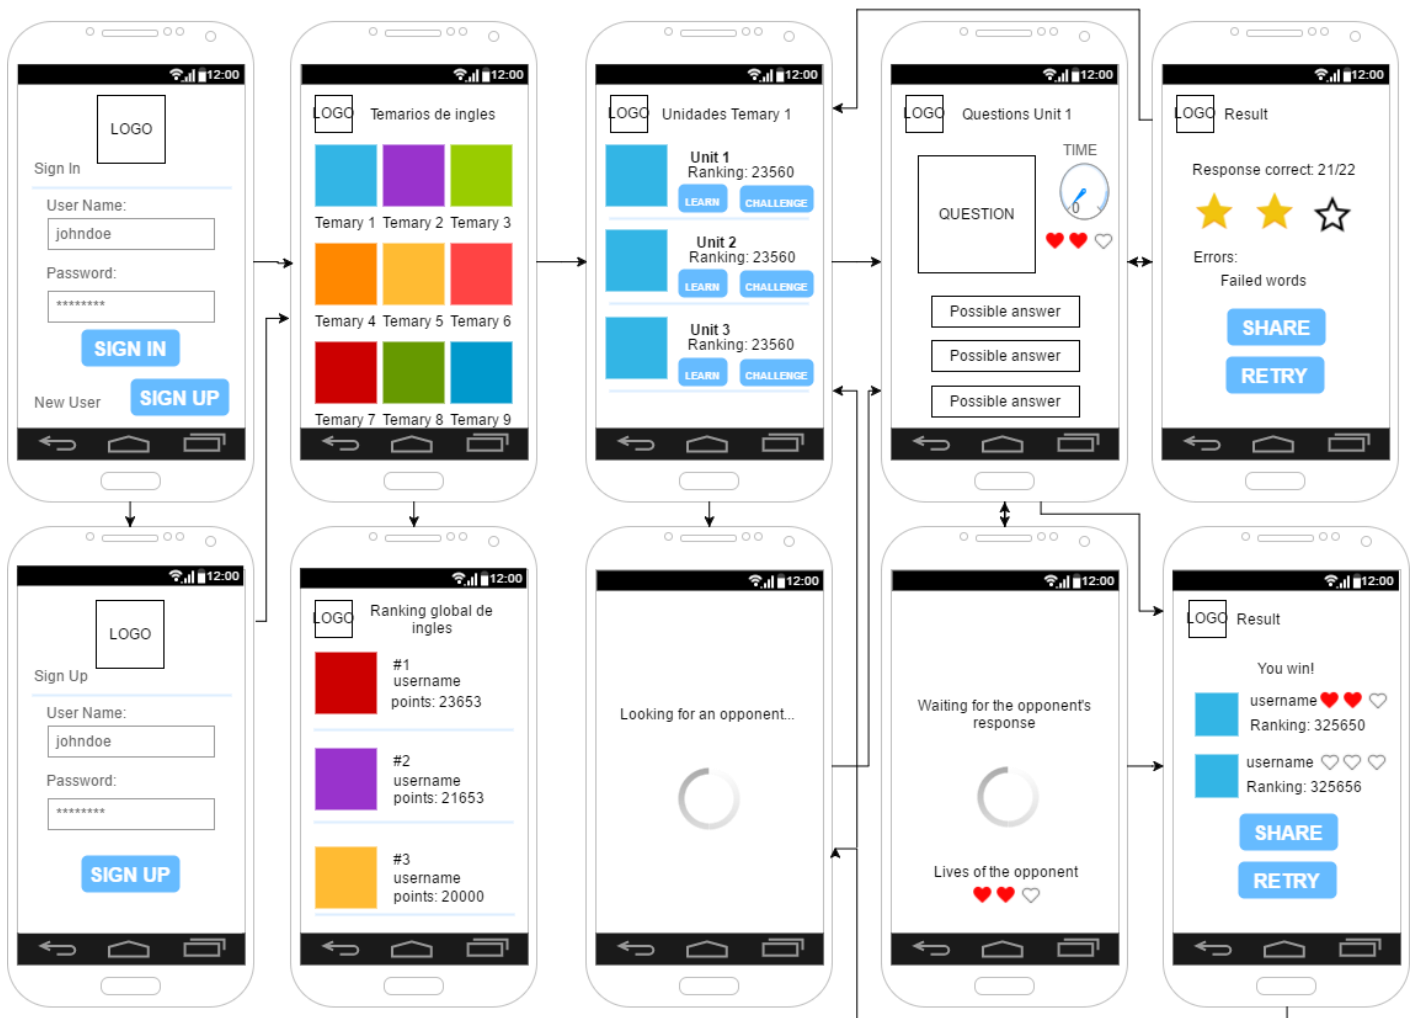 12:00
LOGO
Sign In
User Name:
johndoe
Password:
********
SIGN IN
New User
SIGN UP
12:00
LOGO
Temarios de ingles
Temary 1 Temary 2 Temary 3
Temary 4 Temary 5 Temary 6
Temary 7 Temary 8 Temary 9
12:00
LOGO
Unidades Temary 1
Unit 1
Ranking: 23560
LEARN CHALLENGE
Unit 2
Ranking: 23560
LEARN CHALLENGE
Unit 3
Ranking: 23560
LEARN CHALLENGE
12:00
LOGO
Questions Unit 1
TIME
0
QUESTION
Possible answer
Possible answer
Possible answer
12:00
LOGO
Result
Response correct: 21/22
Errors:
Failed words
SHARE
RETRY
12:00
LOGO
Sign Up
User Name:
johndoe
Password:
********
SIGN UP
12:00
LOGO
Ranking global de
ingles
#1
username
points: 23653
#2
username
points: 21653
#3
username
points: 20000
12:00
Looking for an opponent...
12:00
Waiting for the opponent's
response
Lives of the opponent
12:00
LOGO
Result
You win!
username
Ranking: 325650
username
Ranking: 325656
SHARE
RETRY